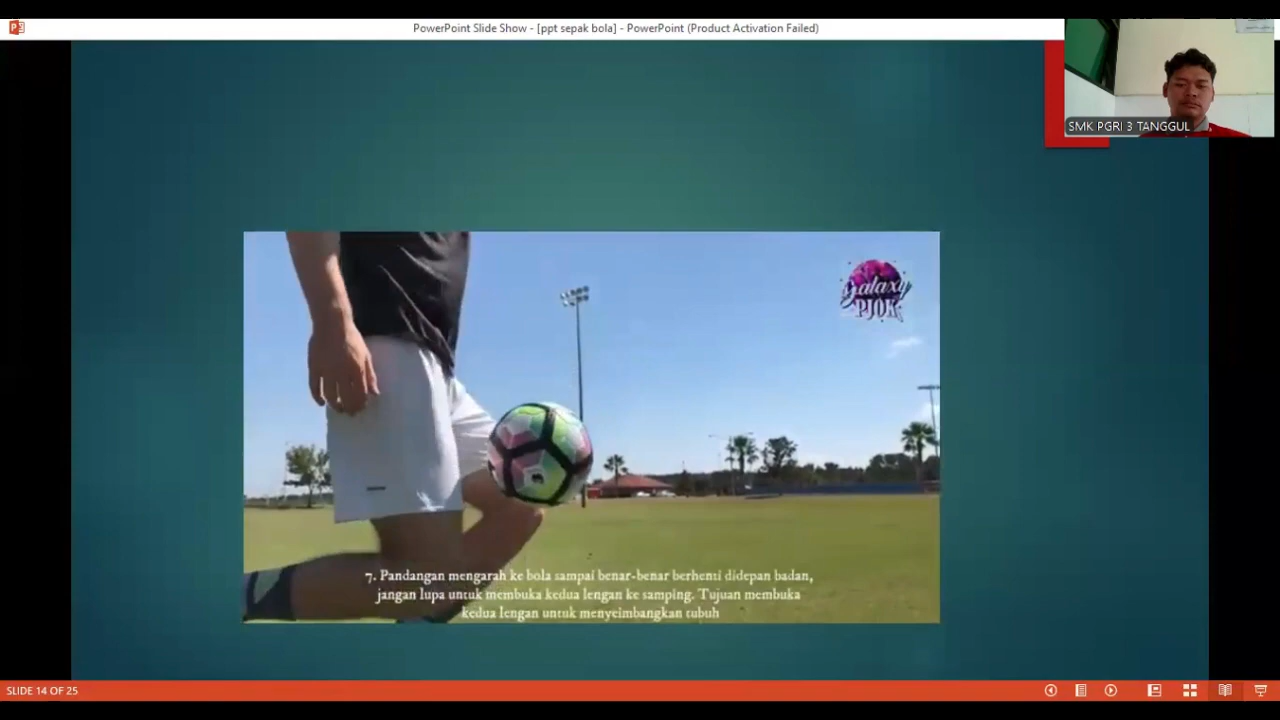 PowerPoint Slide Show - [ppt sepak bola] - PowerPoint (Product Activation Failed)
SMK PGRI 3 TANGGUL
Galaxy
PJOK
7. Pandangan mengarah ke bola sampai benar-benar berhenti didepan badan,
jangan lupa untuk membuka kedua lengan ke samping. Tujuan membuka
kedua lengan untuk menyeimbangkan tubuh
SLIDE 14 OF 25